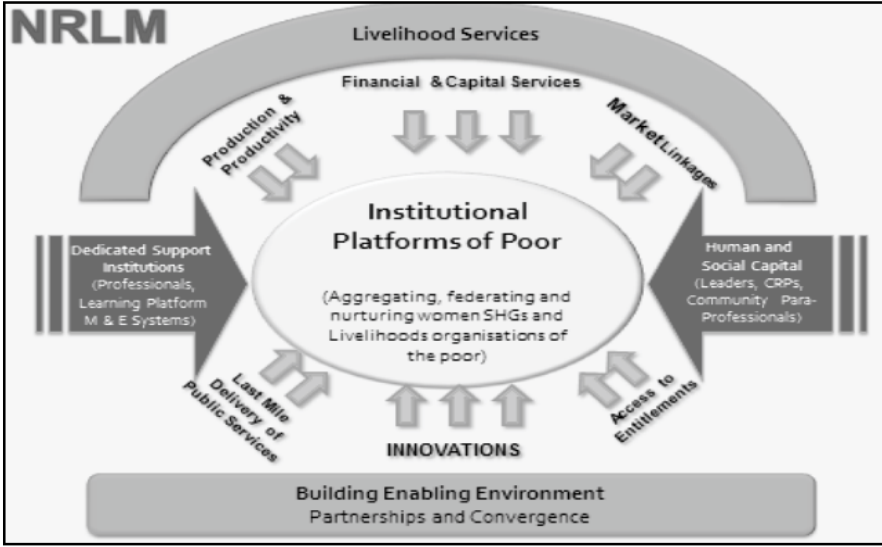 NRLM
Livelihood Services
Financial & Capital Services
Production &
Productivity
Market Linkages
Institutional
Platforms of Poor
(Aggregating, federating and
nurturing women SHGs and
Livelihoods organisations of
the poor)
Dedicated Support
Institutions
(Professionals,
Learning Platform
M & E Systems)
Human and
Social Capital
(Leaders, CRPs,
Community Para-
Professionals)
Last Mile
Delivery of
Public Services
INNOVATIONS
Access to
Entitlements
Building Enabling Environment
Partnerships and Convergence